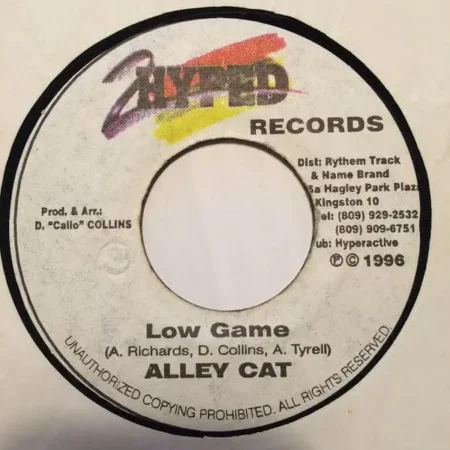 2 HYPED
RECORDS
Dist: Rythem Track
& Name Brand
5a Hagley Park Plaz
Kingston 10
el: (809) 929-2532
(809) 909-6751
ub: Hyperactive
℗ © 1996
Prod. & Arr.:
D. "Callo" COLLINS
Low Game
(A. Richards, D. Collins, A. Tyrell)
ALLEY CAT
UNAUTHORIZED COPYING PROHIBITED. ALL RIGHTS RESERVED.